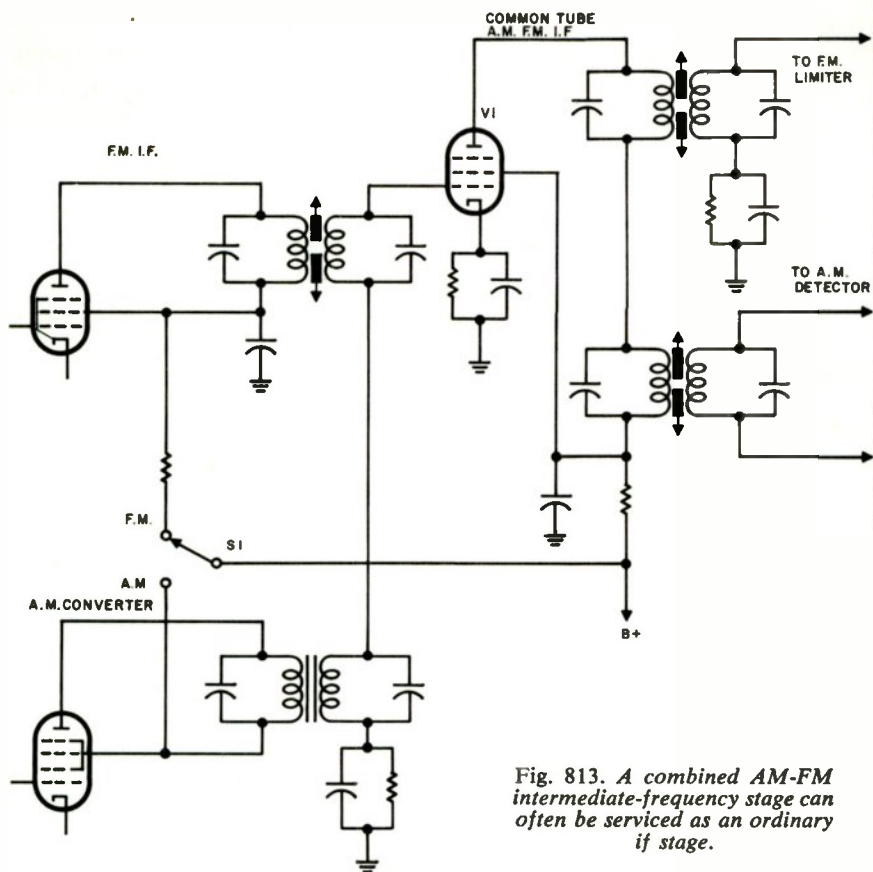 COMMON TUBE
A.M. F.M. I.F
TO F.M.
LIMITER
V1
F.M. I.F.
TO A.M.
DETECTOR
F.M.
S1
A.M
A.M. CONVERTER
B+
Fig. 813. A combined AM-FM
intermediate-frequency stage can
often be serviced as an ordinary
if stage.